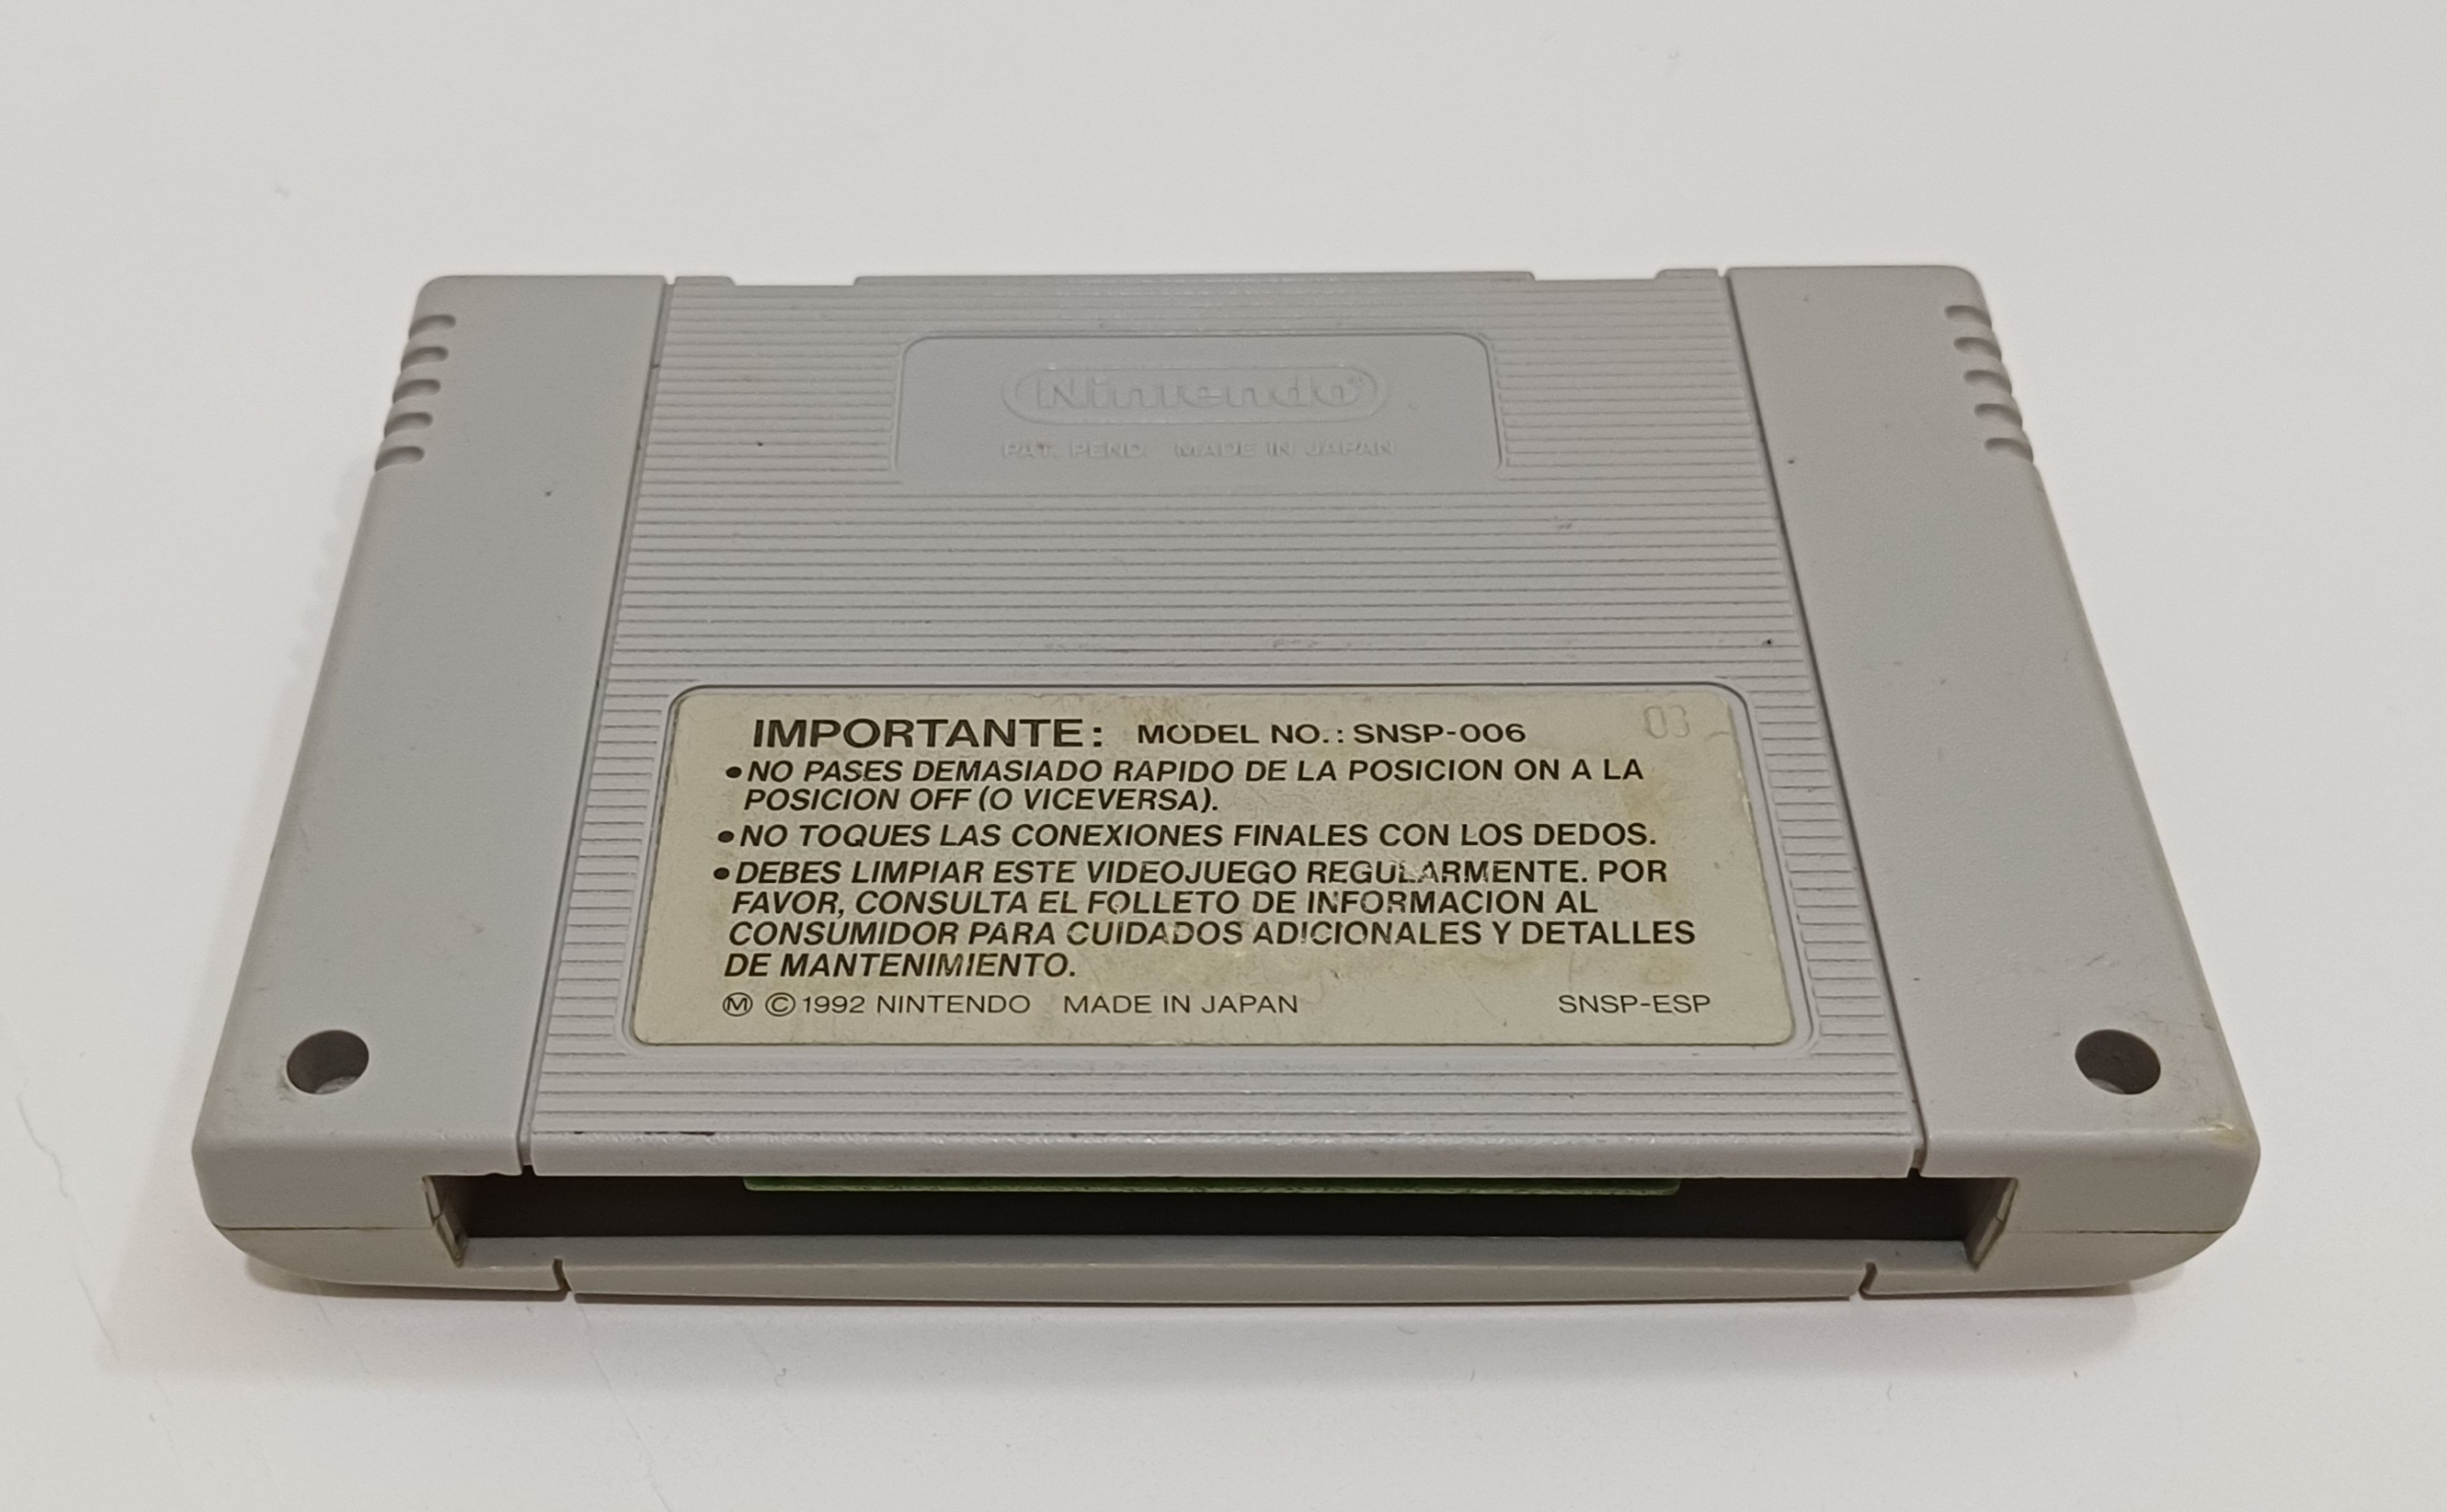 Nintendo®
PAT. PEND. MADE IN JAPAN
IMPORTANTE: MODEL NO.: SNSP-006
03
•NO PASES DEMASIADO RAPIDO DE LA POSICION ON A LA
POSICION OFF (O VICEVERSA).
•NO TOQUES LAS CONEXIONES FINALES CON LOS DEDOS.
•DEBES LIMPIAR ESTE VIDEOJUEGO REGULARMENTE. POR
FAVOR, CONSULTA EL FOLLETO DE INFORMACION AL
CONSUMIDOR PARA CUIDADOS ADICIONALES Y DETALLES
DE MANTENIMIENTO.
Ⓜ ©1992 NINTENDO MADE IN JAPAN SNSP-ESP